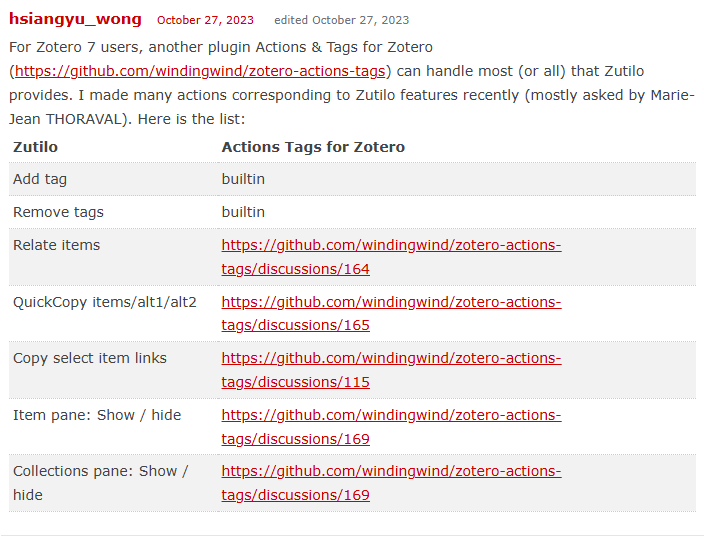 hsiangyu_wong October 27, 2023 edited October 27, 2023
For Zotero 7 users, another plugin Actions & Tags for Zotero
(https://github.com/windingwind/zotero-actions-tags) can handle most (or all) that Zutilo
provides. I made many actions corresponding to Zutilo features recently (mostly asked by Marie-
Jean THORAVAL). Here is the list:
Zutilo Actions Tags for Zotero
Add tag builtin
Remove tags builtin
Relate items https://github.com/windingwind/zotero-actions-
tags/discussions/164
QuickCopy items/alt1/alt2 https://github.com/windingwind/zotero-actions-
tags/discussions/165
Copy select item links https://github.com/windingwind/zotero-actions-
tags/discussions/115
Item pane: Show / hide https://github.com/windingwind/zotero-actions-
tags/discussions/169
Collections pane: Show / https://github.com/windingwind/zotero-actions-
hide tags/discussions/169